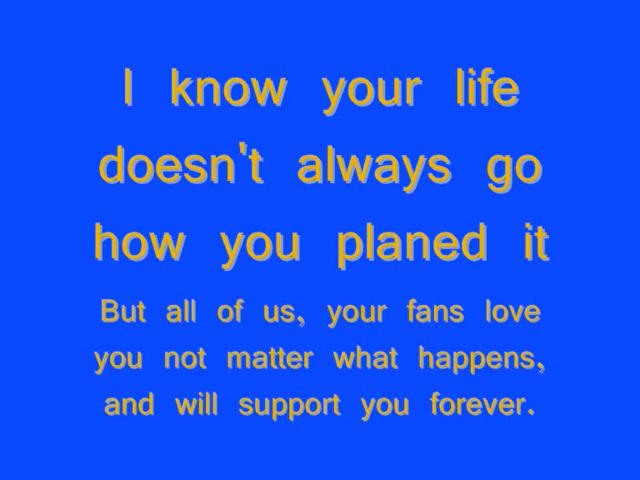 I know your life
doesn't always go
how you planed it
But all of us, your fans love
you not matter what happens,
and will support you forever.